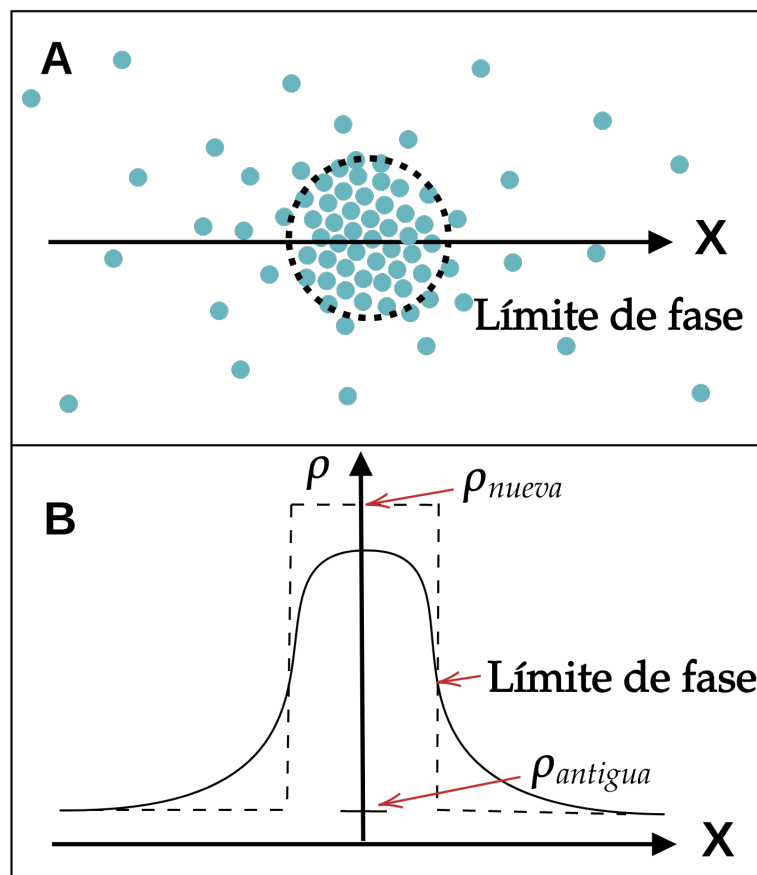 A
X
Límite de fase
ρ
ρnueva
B
Límite de fase
ρantigua
X